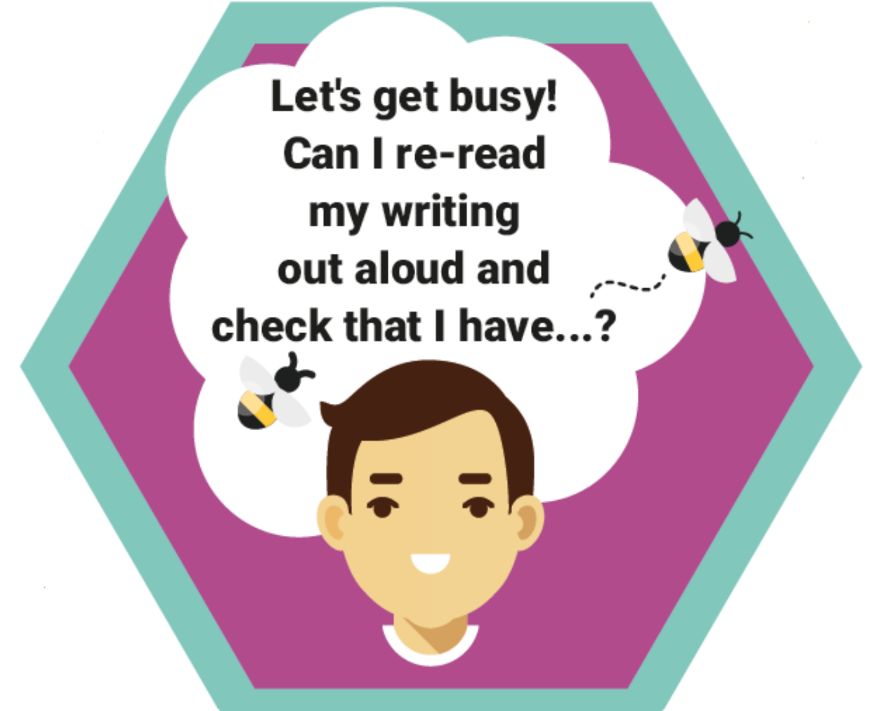 Let's get busy!
Can I re-read
my writing
out aloud and
check that I have...?